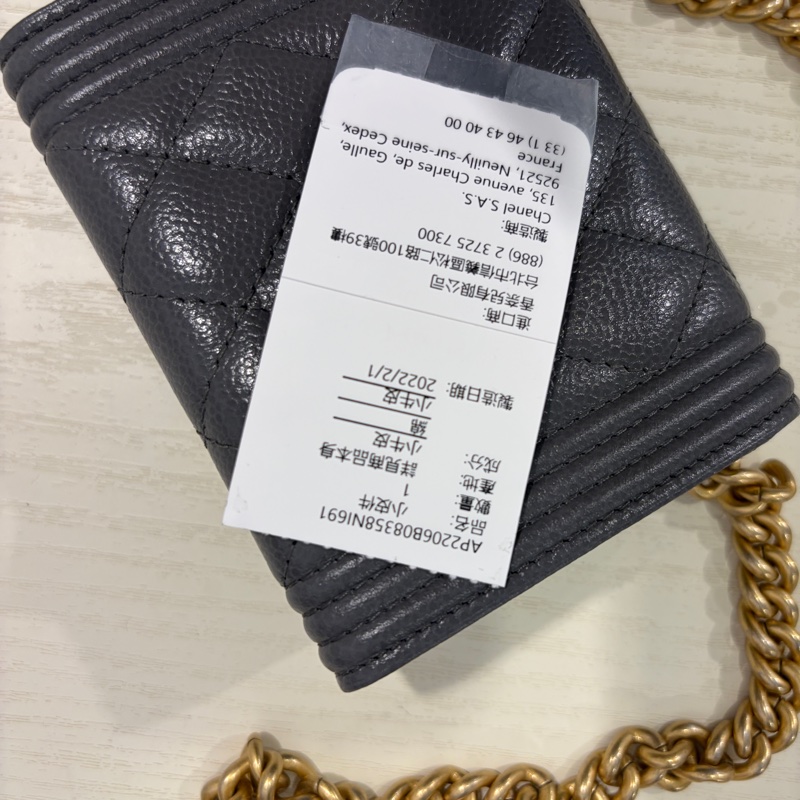 AP2206B08358NI691
品名: 小皮件
數量: 1
產地: 詳見商品本身
成分: 小牛皮
綿
小牛皮
製造日期: 2022/2/1
進口商:
香奈兒有限公司
台北市信義區松仁路100號39樓
(886) 2 3725 7300
製造商:
Chanel S.A.S.
135, avenue Charles de, Gaulle,
92521, Neuilly-sur-seine Cedex,
France
(33 1) 46 43 40 00